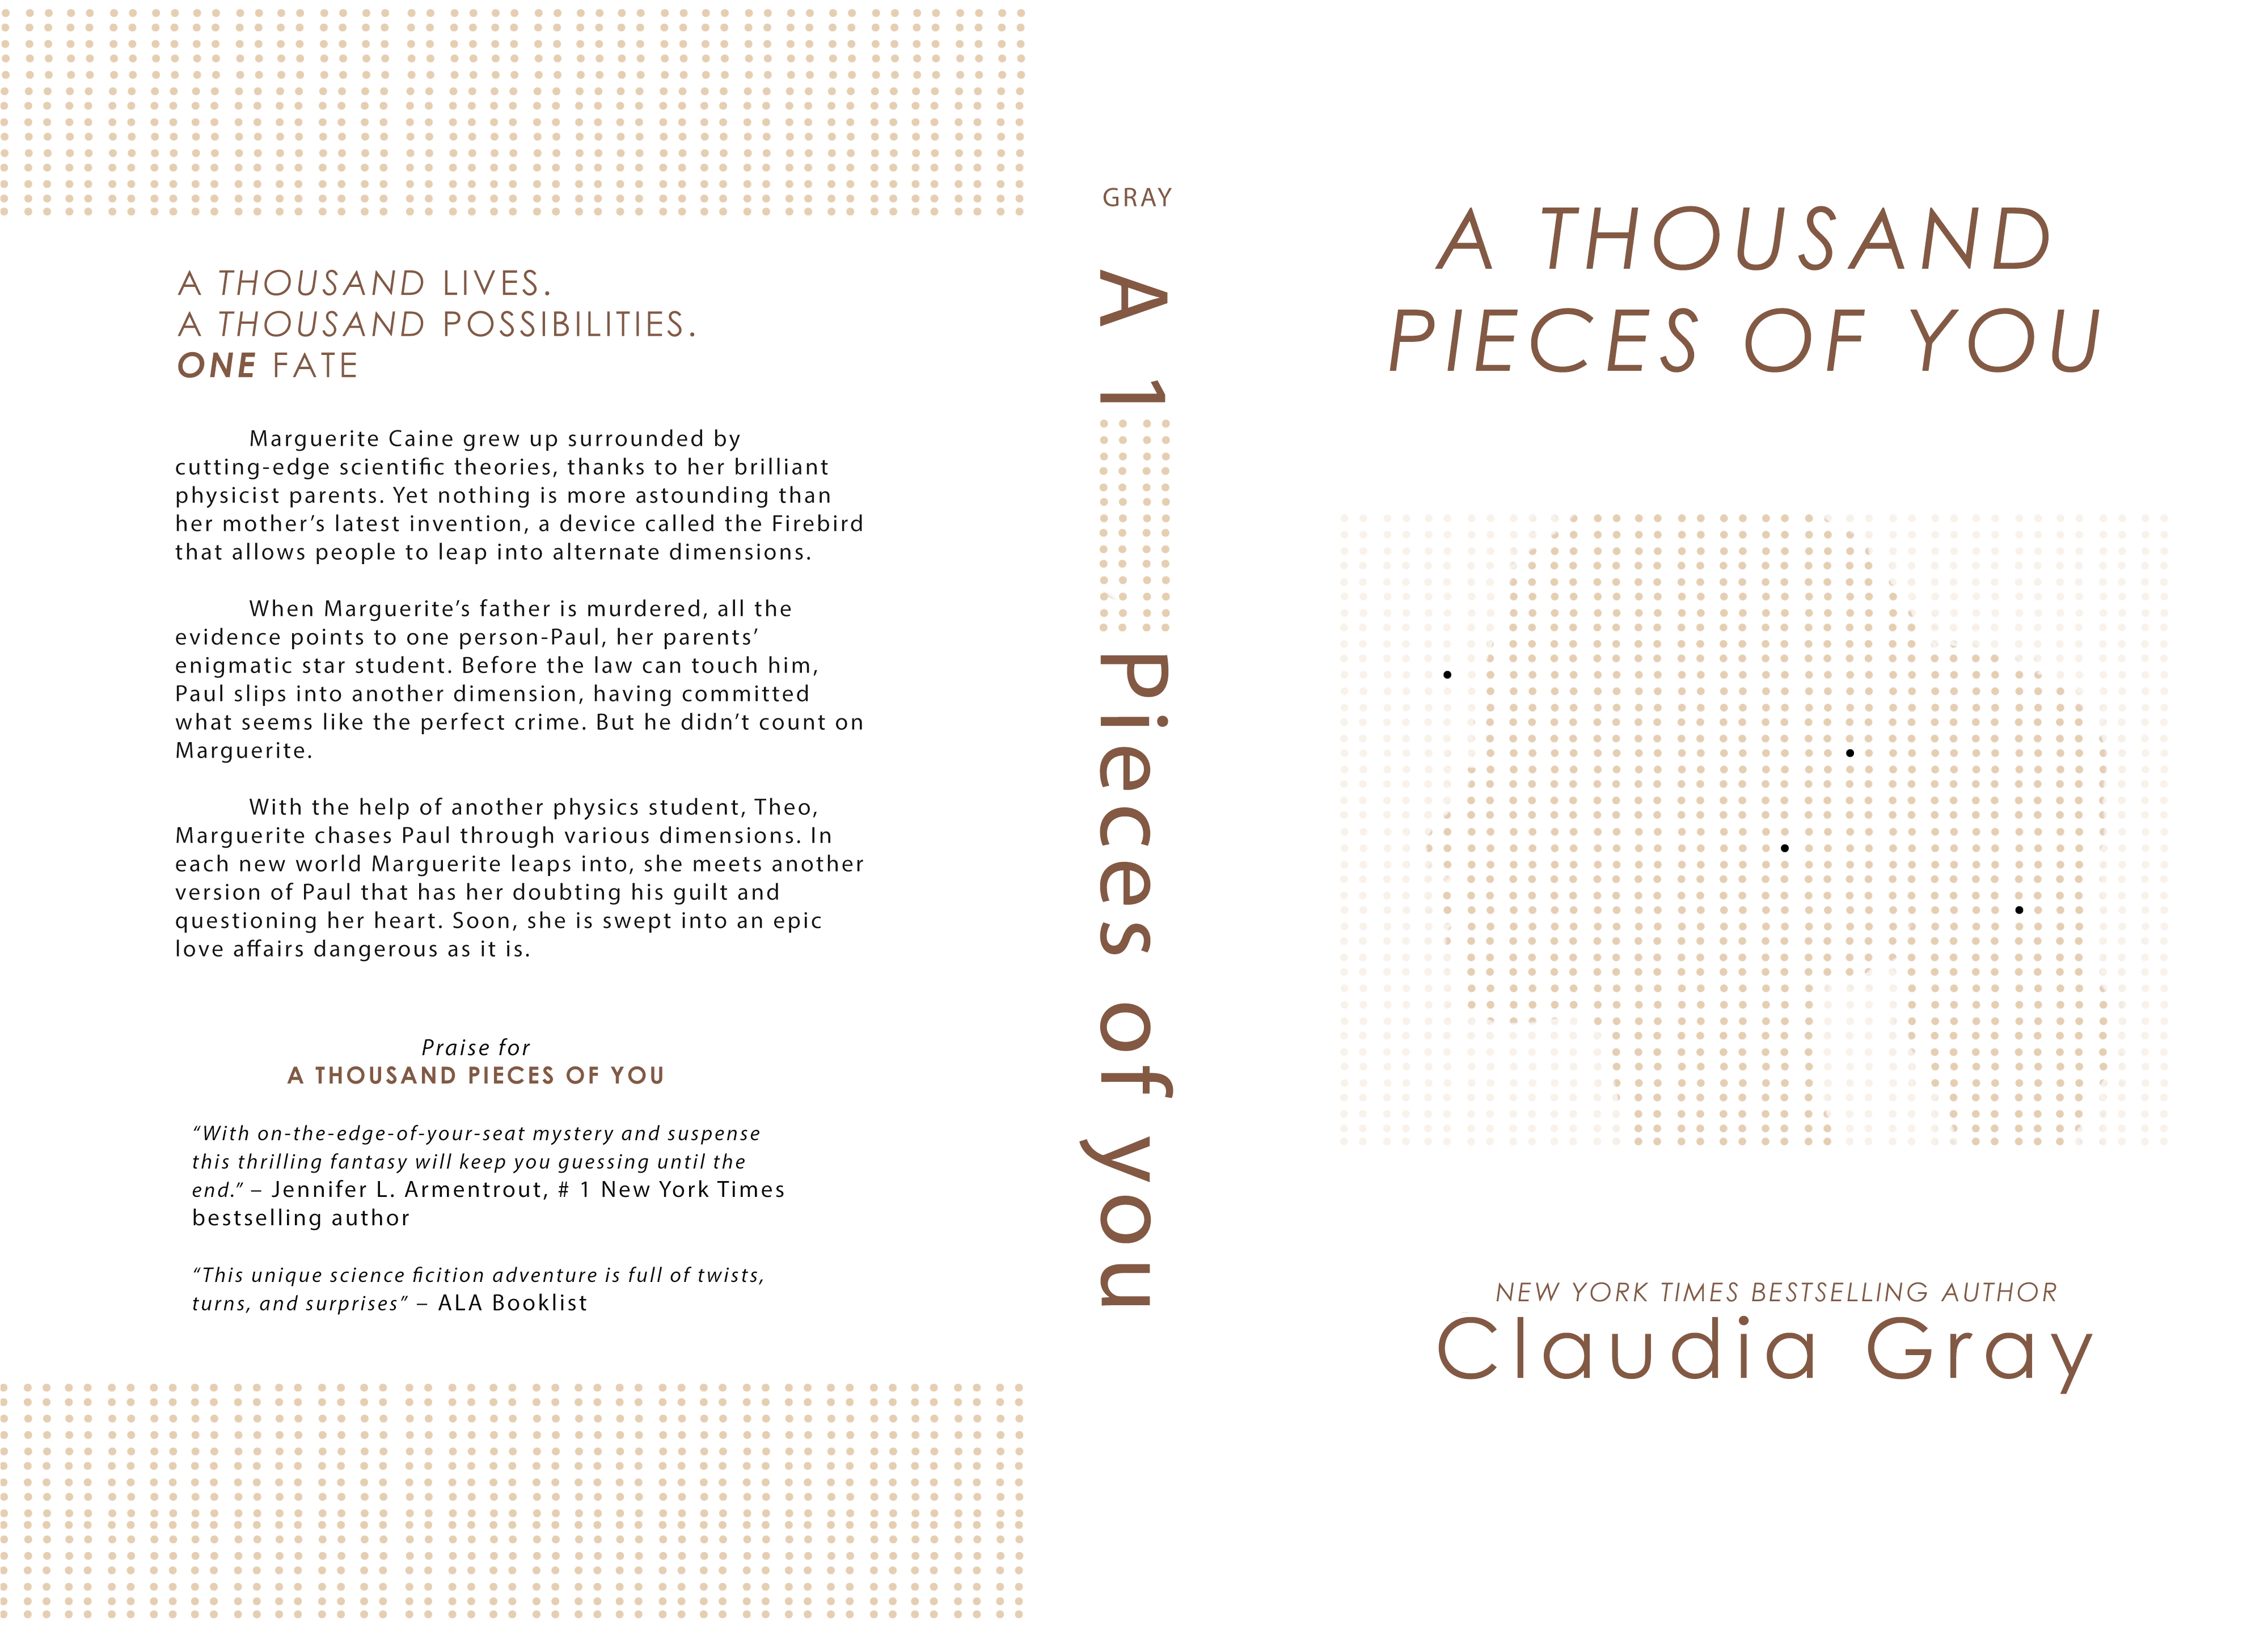 A THOUSAND LIVES.
A THOUSAND POSSIBILITIES.
ONE FATE
Marguerite Caine grew up surrounded by
cutting-edge scientific theories, thanks to her brilliant
physicist parents. Yet nothing is more astounding than
her mother’s latest invention, a device called the Firebird
that allows people to leap into alternate dimensions.
When Marguerite’s father is murdered, all the
evidence points to one person-Paul, her parents’
enigmatic star student. Before the law can touch him,
Paul slips into another dimension, having committed
what seems like the perfect crime. But he didn’t count on
Marguerite.
With the help of another physics student, Theo,
Marguerite chases Paul through various dimensions. In
each new world Marguerite leaps into, she meets another
version of Paul that has her doubting his guilt and
questioning her heart. Soon, she is swept into an epic
love affairs dangerous as it is.
Praise for
A THOUSAND PIECES OF YOU
“With on-the-edge-of-your-seat mystery and suspense
this thrilling fantasy will keep you guessing until the
end.” – Jennifer L. Armentrout, # 1 New York Times
bestselling author
“This unique science ficition adventure is full of twists,
turns, and surprises” – ALA Booklist
GRAY
A 1 Pieces of you
A THOUSAND
PIECES OF YOU
NEW YORK TIMES BESTSELLING AUTHOR
Claudia Gray